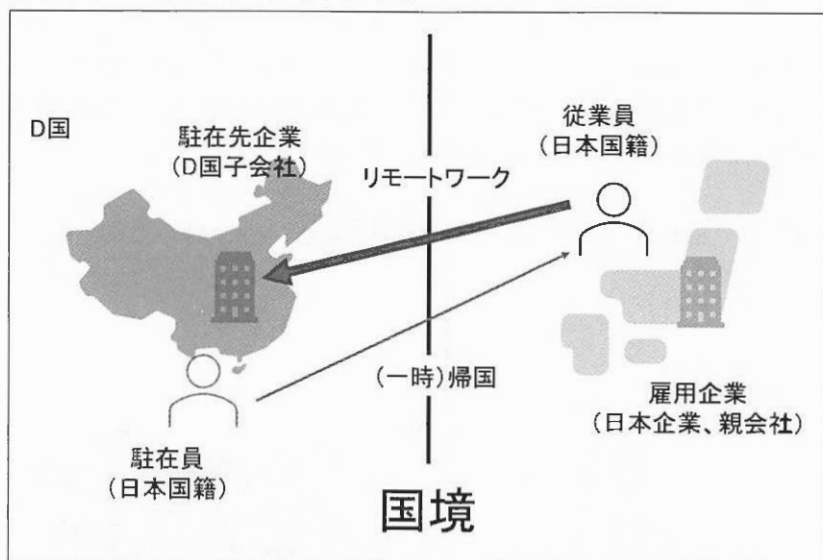 D国
駐在先企業
(D国子会社)
リモートワーク
従業員
(日本国籍)
(一時)帰国
駐在員
(日本国籍)
雇用企業
(日本企業、親会社)
国境